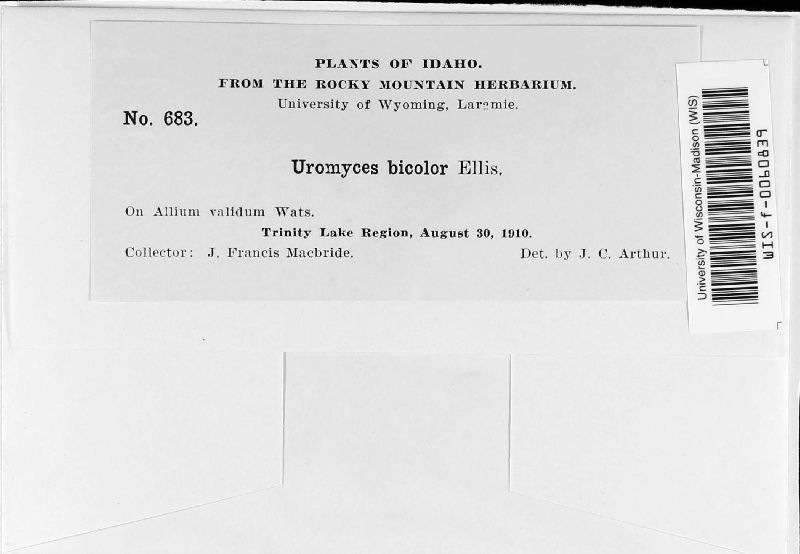 PLANTS OF IDAHO.
FROM THE ROCKY MOUNTAIN HERBARIUM.
University of Wyoming, Laramie.
No. 683.
Uromyces bicolor Ellis.
On Allium validum Wats.
Trinity Lake Region, August 30, 1910.
Collector: J. Francis Macbride. Det. by J. C. Arthur.
University of Wisconsin-Madison (WIS)
WIS-f-0060839